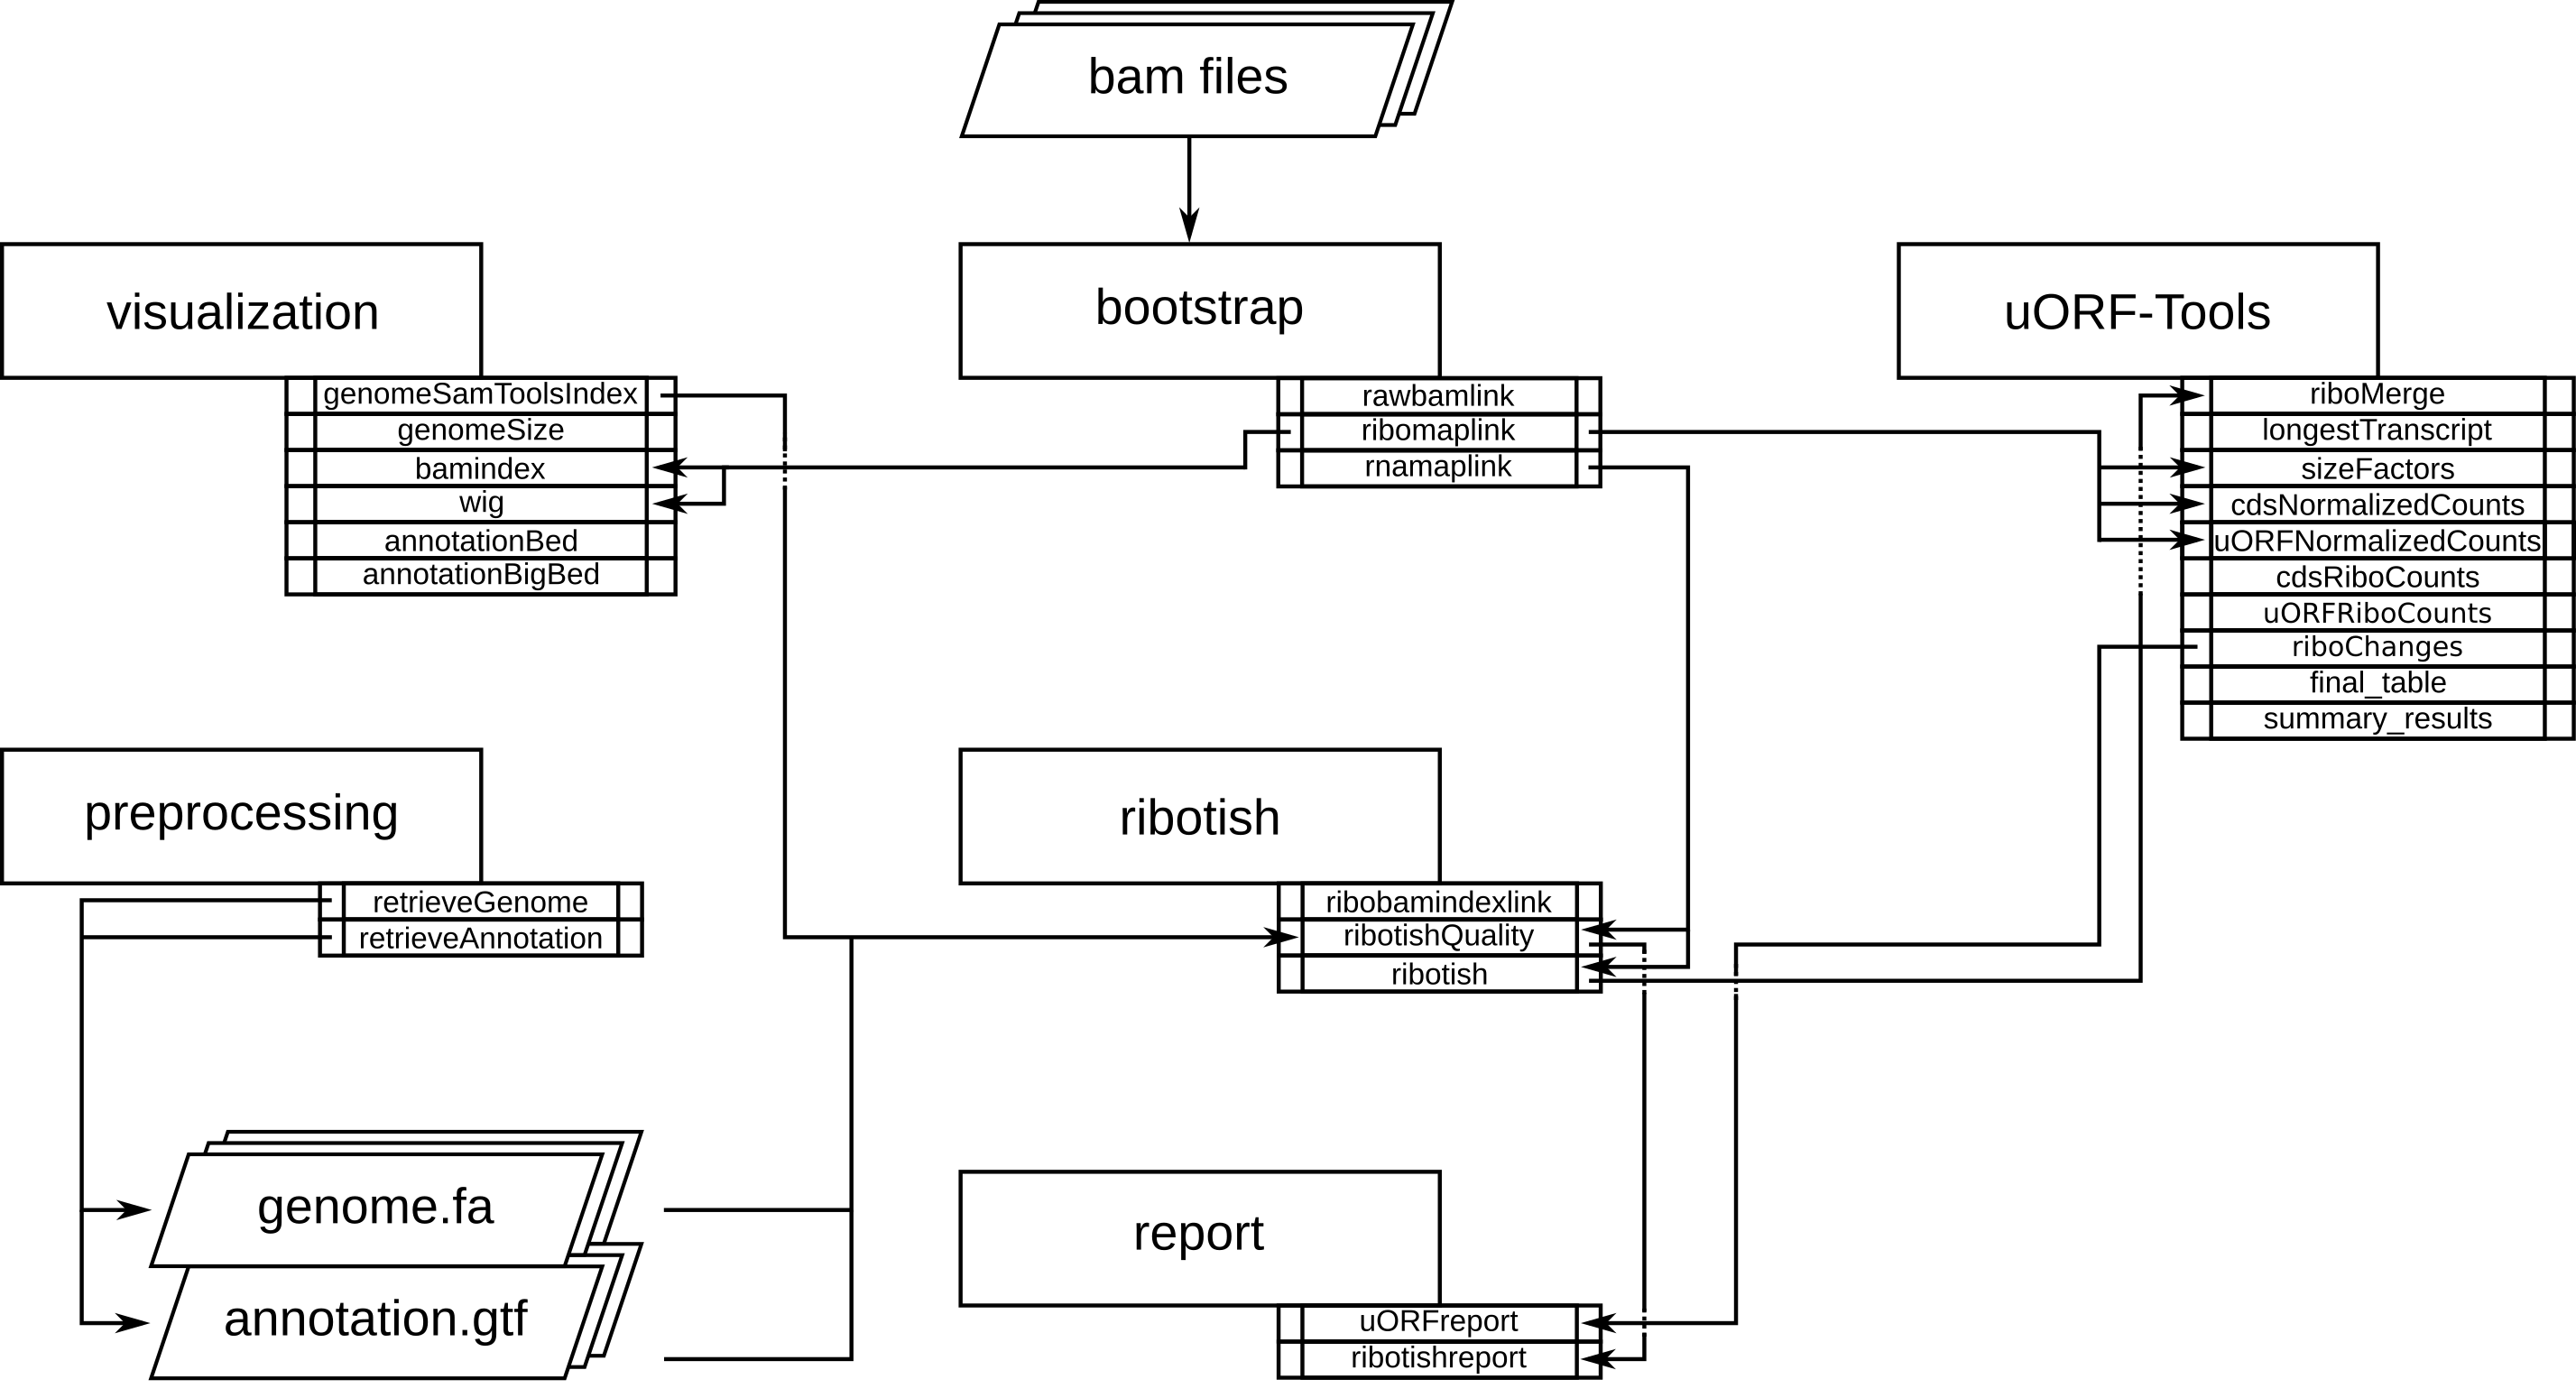 bam files
visualization
genomeSamToolsIndex
genomeSize
bamindex
wig
annotationBed
annotationBigBed
bootstrap
rawbamlink
ribomaplink
rnamaplink
uORF-Tools
riboMerge
longestTranscript
sizeFactors
cdsNormalizedCounts
uORFNormalizedCounts
cdsRiboCounts
uORFRiboCounts
riboChanges
final_table
summary_results
preprocessing
retrieveGenome
retrieveAnnotation
ribotish
ribobamindexlink
ribotishQuality
ribotish
genome.fa
annotation.gtf
report
uORFreport
ribotishreport